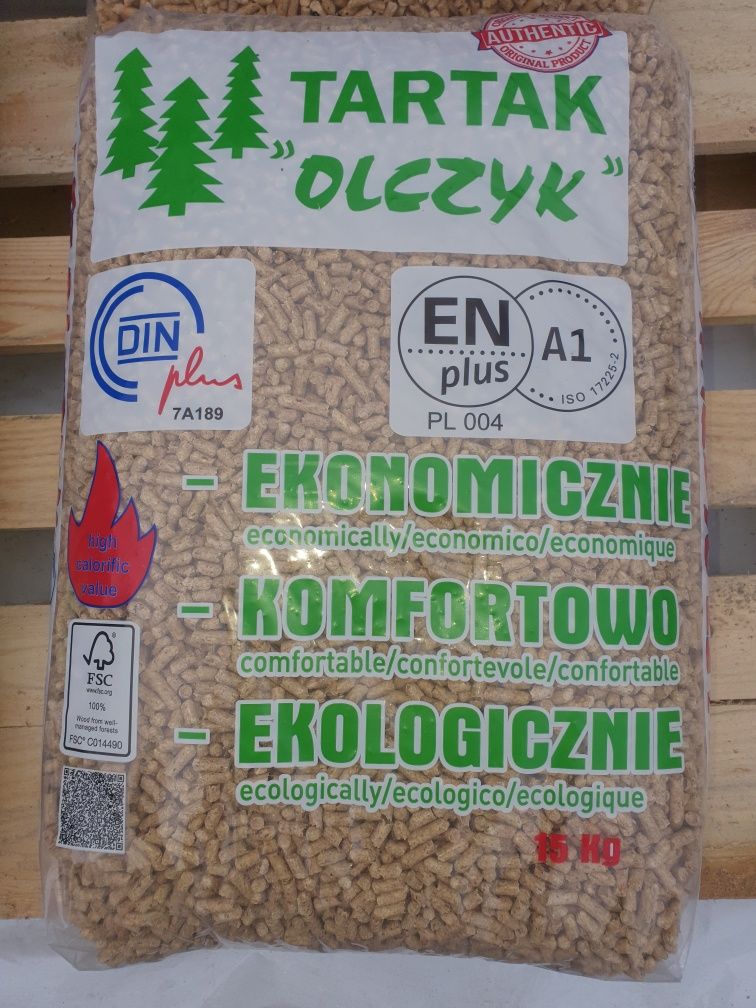 AUTHENTIC
ORIGINAL PRODUCT
TARTAK
"OLCZYK"
DIN
plus
7A189
EN
plus
A1
ISO 17225-2
PL 004
- EKONOMICZNIE
economically/economico/economique
high
calorific
value
- KOMFORTOWO
comfortable/confortevole/confortable
FSC
www.fsc.org
100%
Wood from well-
managed forests
FSC® C014490
- EKOLOGICZNIE
ecologically/ecologico/ecologique
15 Kg